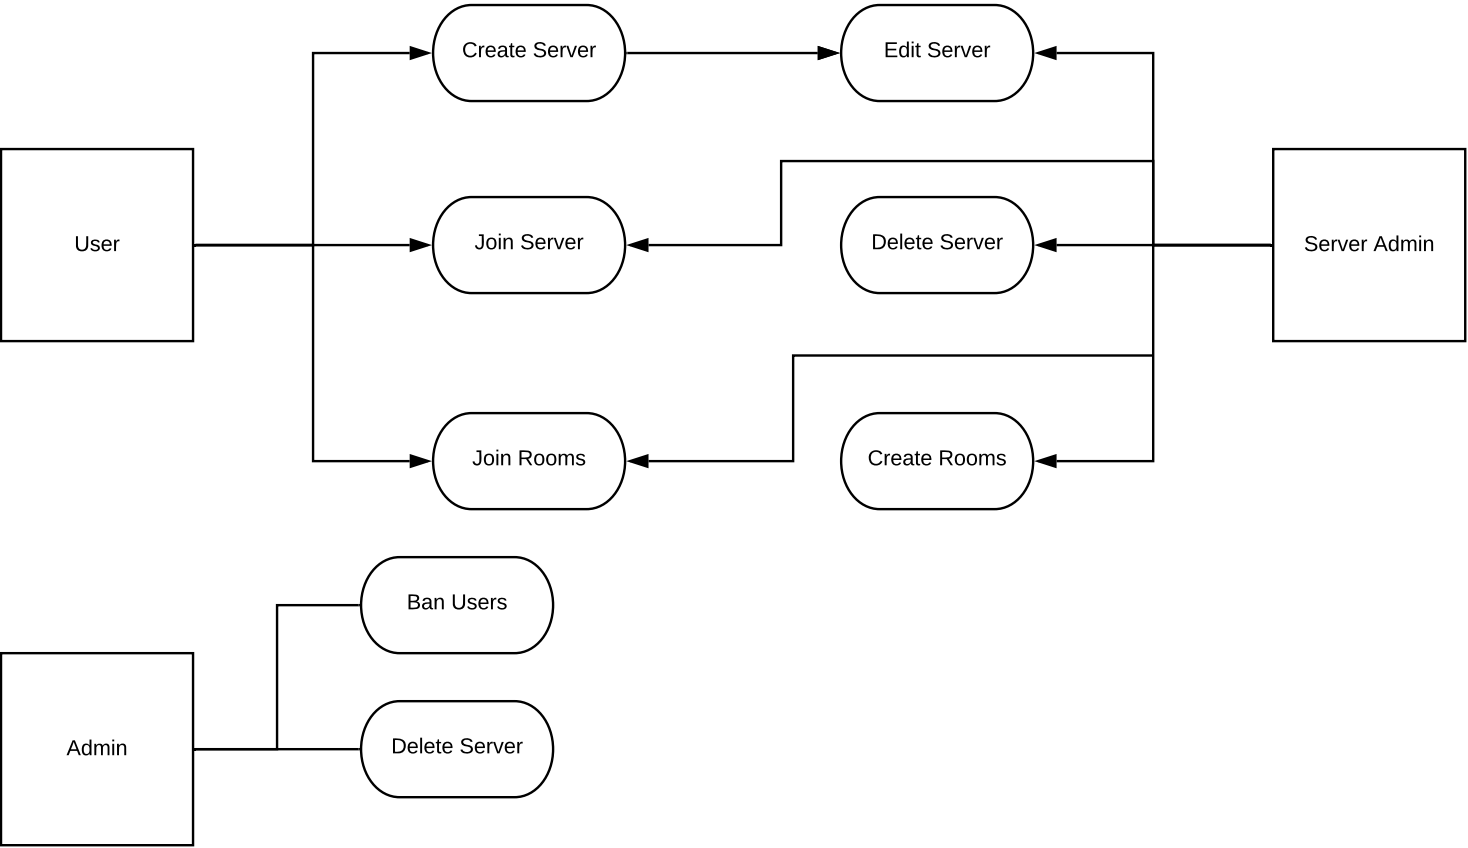 Create Server
Edit Server
User
Join Server
Delete Server
Server Admin
Join Rooms
Create Rooms
Ban Users
Admin
Delete Server